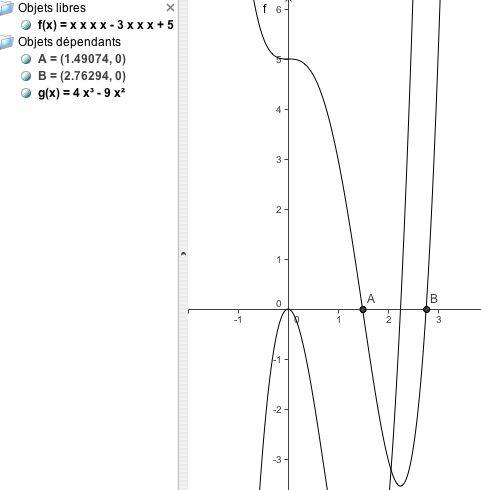 Objets libres
f(x) = x x x x - 3 x x x + 5
Objets dépendants
A = (1.49074, 0)
B = (2.76294, 0)
g(x) = 4 x³ - 9 x²
f
6
5
4
3
2
1
0
A
B
-1
0
1
2
3
-1
-2
-3